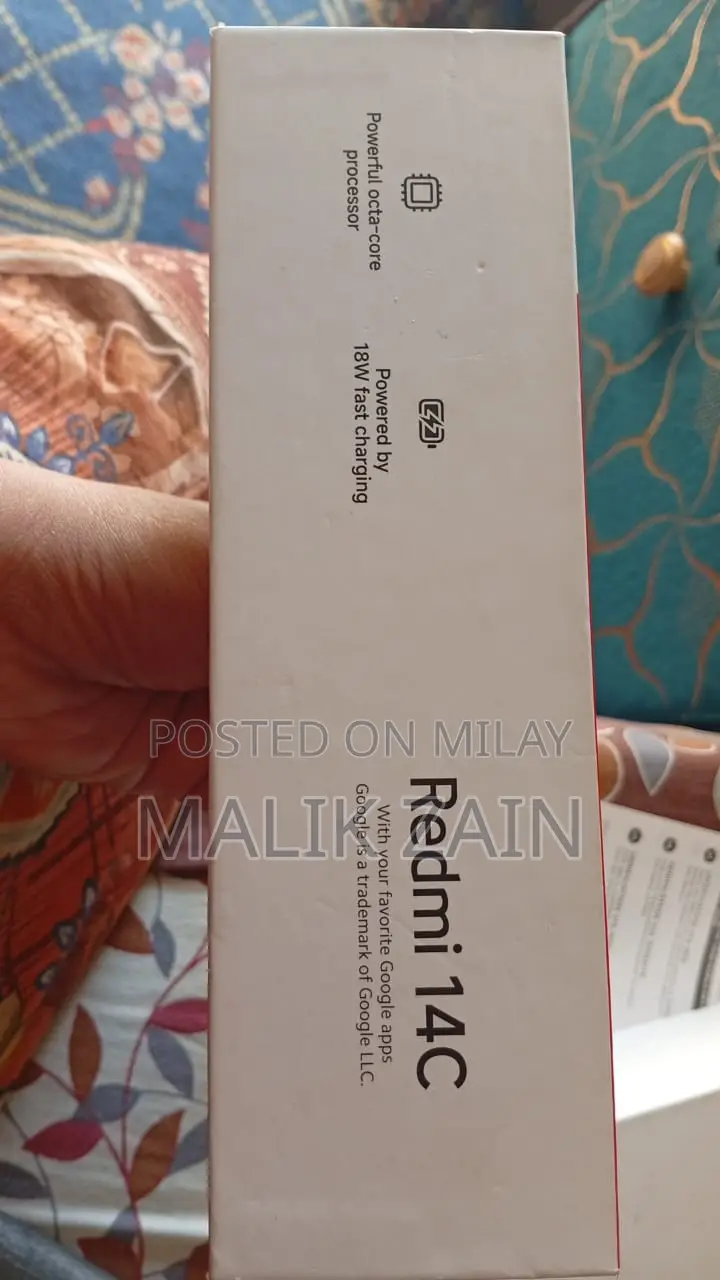 Powerful octa-core
processor
Powered by
18W fast charging
Redmi 14C
With your favorite Google apps
Google is a trademark of Google LLC.
POSTED ON MILAY
MALIK ZAIN